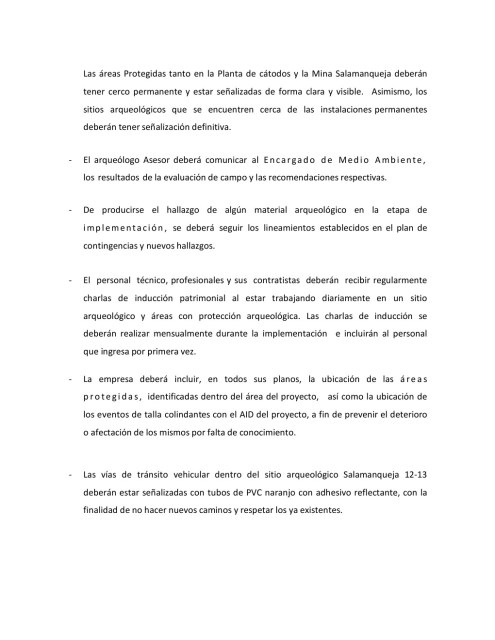 Las áreas Protegidas tanto en la Planta de cátodos y la Mina Salamanqueja deberán
tener cerco permanente y estar señalizadas de forma clara y visible. Asimismo, los
sitios arqueológicos que se encuentren cerca de las instalaciones permanentes
deberán tener señalización definitiva.
- El arqueólogo Asesor deberá comunicar al Encargado de Medio Ambiente,
los resultados de la evaluación de campo y las recomendaciones respectivas.
- De producirse el hallazgo de algún material arqueológico en la etapa de
implementación, se deberá seguir los lineamientos establecidos en el plan de
contingencias y nuevos hallazgos.
- El personal técnico, profesionales y sus contratistas deberán recibir regularmente
charlas de inducción patrimonial al estar trabajando diariamente en un sitio
arqueológico y áreas con protección arqueológica. Las charlas de inducción se
deberán realizar mensualmente durante la implementación e incluirán al personal
que ingresa por primera vez.
- La empresa deberá incluir, en todos sus planos, la ubicación de las áreas
protegidas, identificadas dentro del área del proyecto, así como la ubicación de
los eventos de talla colindantes con el AID del proyecto, a fin de prevenir el deterioro
o afectación de los mismos por falta de conocimiento.
- Las vías de tránsito vehicular dentro del sitio arqueológico Salamanqueja 12-13
deberán estar señalizadas con tubos de PVC naranjo con adhesivo reflectante, con la
finalidad de no hacer nuevos caminos y respetar los ya existentes.